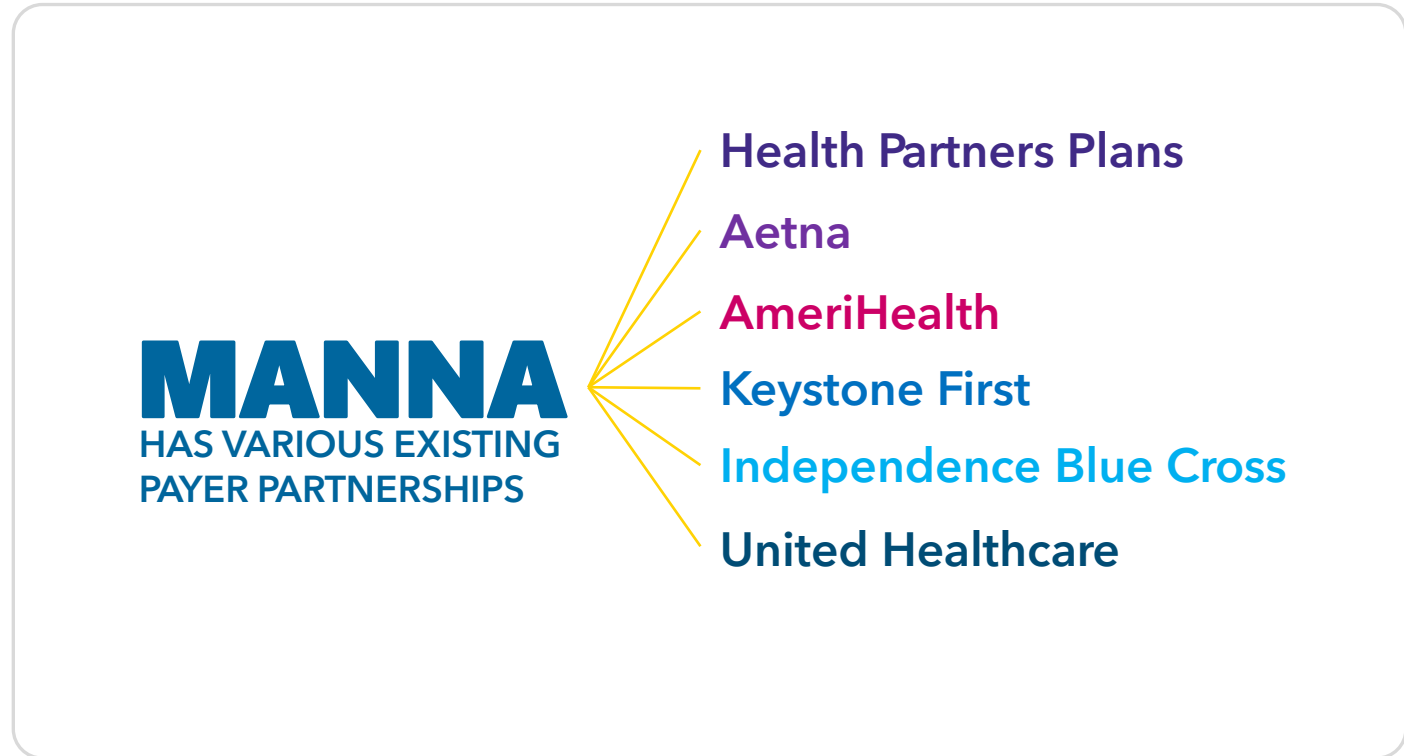 MANNA
HAS VARIOUS EXISTING
PAYER PARTNERSHIPS
Health Partners Plans
Aetna
AmeriHealth
Keystone First
Independence Blue Cross
United Healthcare